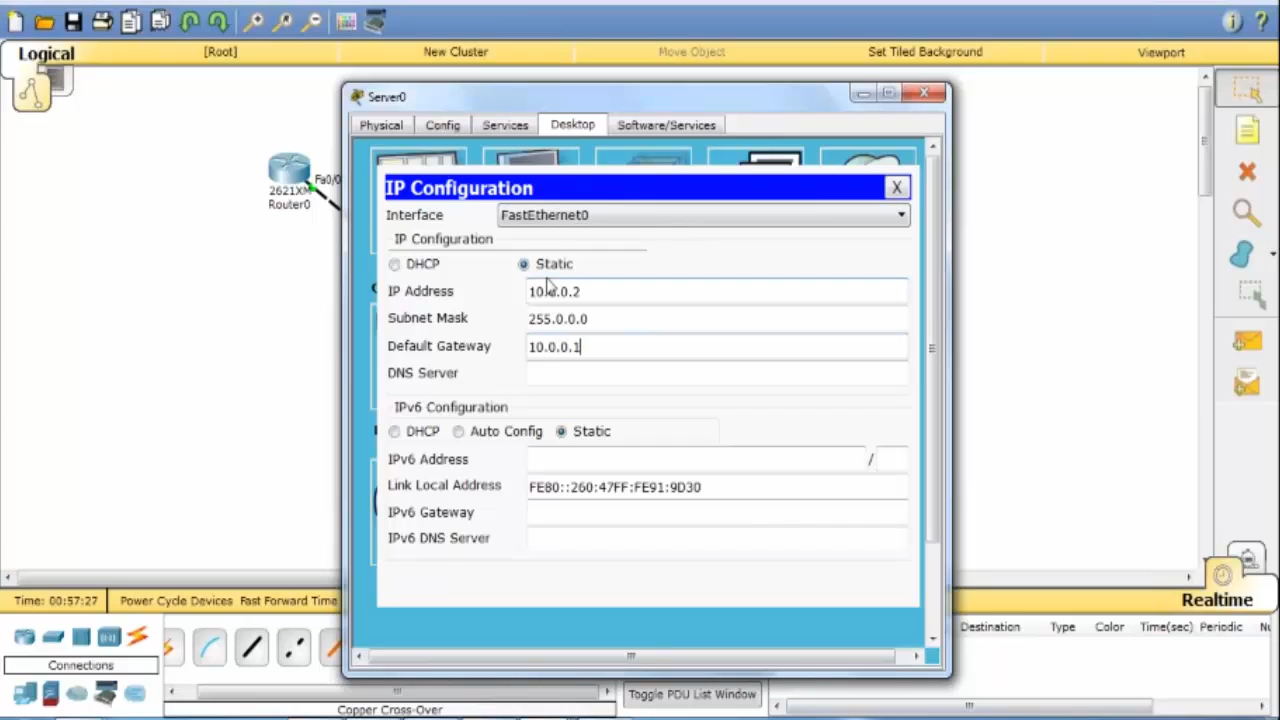 Logical
[Root]
New Cluster
Move Object
Set Tiled Background
Viewport
Server0
Physical
Config
Services
Desktop
Software/Services
Fa0/0
2621XM
Router0
IP Configuration
X
Interface
FastEthernet0
IP Configuration
DHCP
Static
IP Address
10.0.0.2
Subnet Mask
255.0.0.0
Default Gateway
10.0.0.1
DNS Server
IPv6 Configuration
DHCP
Auto Config
Static
IPv6 Address
/
Link Local Address
FE80::260:47FF:FE91:9D30
IPv6 Gateway
IPv6 DNS Server
Time: 00:57:27
Power Cycle Devices
Fast Forward Time
Realtime
Connections
Copper Cross-Over
Toggle PDU List Window
Destination
Type
Color
Time(sec)
Periodic